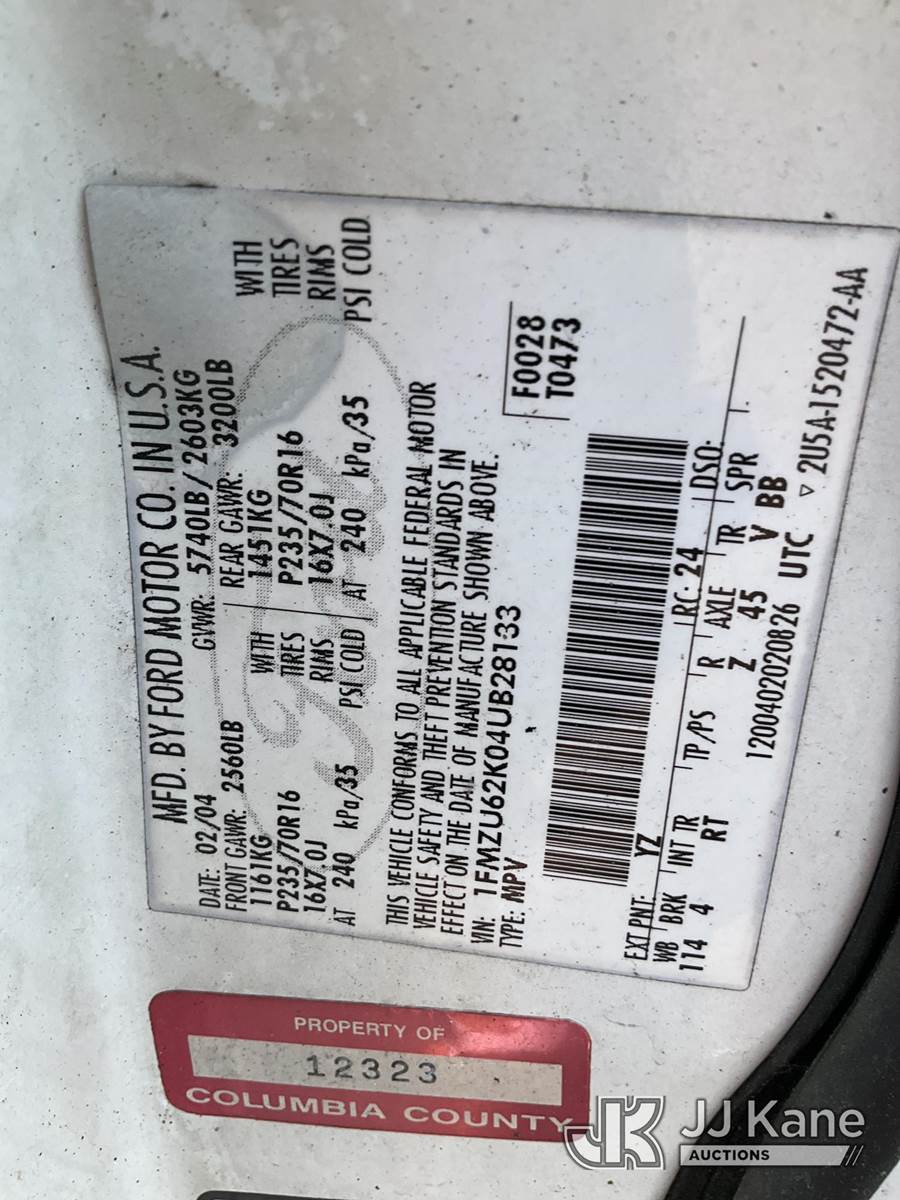 MFD. BY FORD MOTOR CO. IN U.S.A.
DATE: 02/04 GVWR: 5740LB / 2603KG
FRONT GAWR: 2560LB REAR GAWR: 3200LB
1161KG WITH 1451KG WITH
P235/70R16 TIRES P235/70R16 TIRES
16X7.0J RIMS 16X7.0J RIMS
AT 240 kPa/35 PSI COLD AT 240 kPa/35 PSI COLD
Ford
THIS VEHICLE CONFORMS TO ALL APPLICABLE FEDERAL MOTOR
VEHICLE SAFETY AND THEFT PREVENTION STANDARDS IN
EFFECT ON THE DATE OF MANUFACTURE SHOWN ABOVE.
VIN: 1FMZU62K04UB28133 F0028
TYPE: MPV T0473
EXT PNT: YZ RC: 24 DSO:
WB BRK INT TR TP/PS R AXLE TR SPR
114 4 RT Z 45 V BB
1200402020826 UTC ▽ 2U5A-1520472-AA
PROPERTY OF
12323
COLUMBIA COUNTY
JK JJ Kane
AUCTIONS